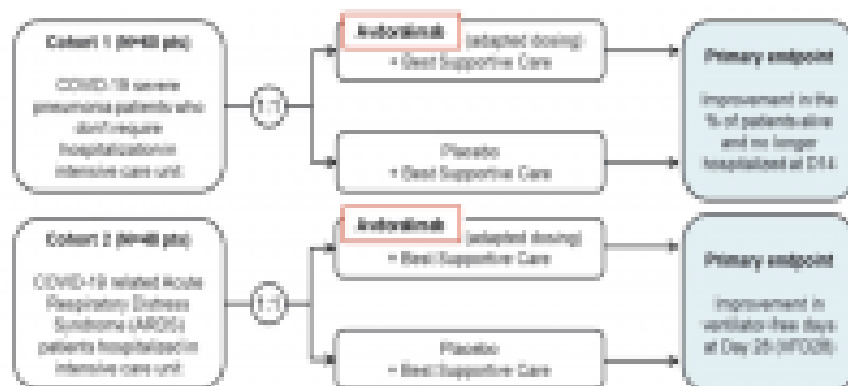 Cohort 1 (N=60 pts)
COVID-19 severe
pneumonia patients who
don't require
hospitalization in
intensive care unit
1:1
Avdoralimab (adapted dosing)
+ Best Supportive Care
Placebo
+ Best Supportive Care
Primary endpoint
Improvement in the
% of patients alive
and no longer
hospitalized at D14
Cohort 2 (N=48 pts)
COVID-19 related Acute
Respiratory Distress
Syndrome (ARDS)
patients hospitalized in
intensive care unit
1:1
Avdoralimab (adapted dosing)
+ Best Supportive Care
Placebo
+ Best Supportive Care
Primary endpoint
Improvement in
ventilator-free days
at Day 28 (VFD28)